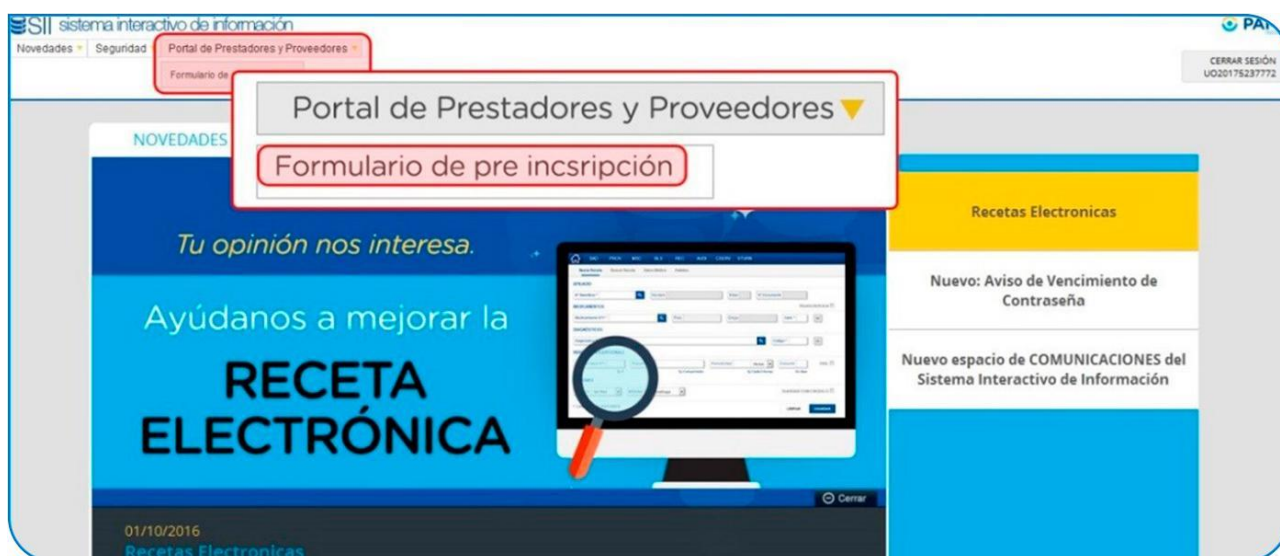 SII sistema interactivo de información
Novedades Seguridad Portal de Prestadores y Proveedores
Formulario de
CERRAR SESIÓN
UO20175237772
Portal de Prestadores y Proveedores
Formulario de pre incsripción
NOVEDADES
Tu opinión nos interesa.
Ayúdanos a mejorar la
RECETA
ELECTRÓNICA
Cerrar
01/10/2016
Recetas Electronicas
Recetas Electronicas
Nuevo: Aviso de Vencimiento de
Contraseña
Nuevo espacio de COMUNICACIONES del
Sistema Interactivo de Información